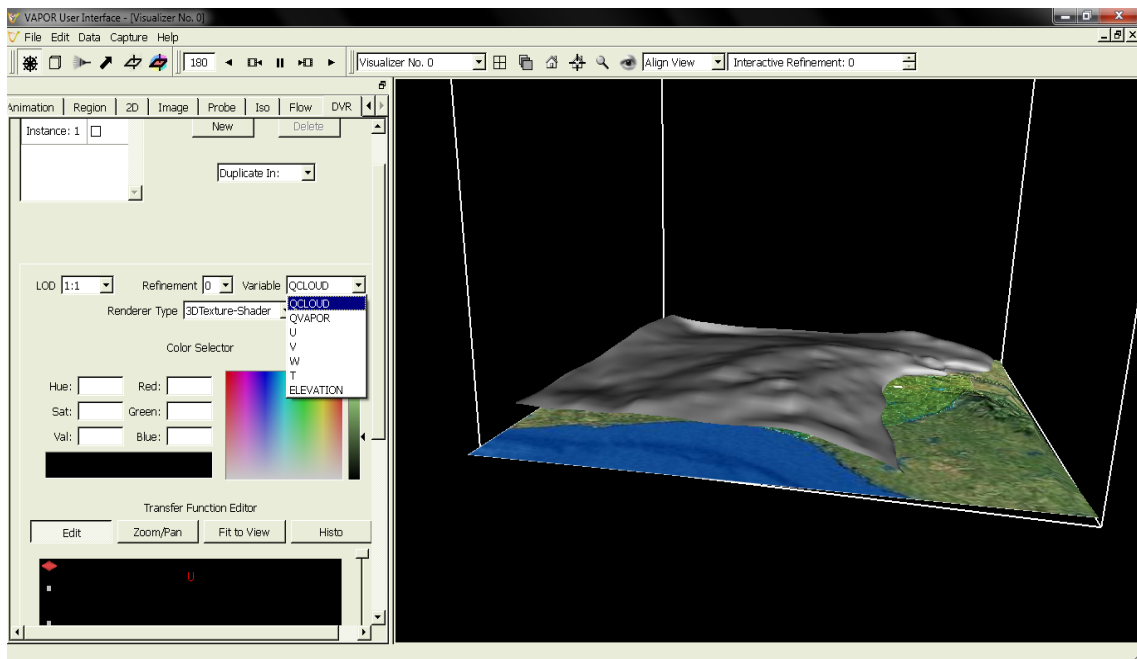 VAPOR User Interface - [Visualizer No. 0]
File Edit Data Capture Help
180 Visualizer No. 0 Align View Interactive Refinement: 0
Animation Region 2D Image Probe Iso Flow DVR
Instance: 1 New Delete
Duplicate In:
LOD 1:1 Refinement 0 Variable QCLOUD
Renderer Type 3DTexture-Shader
QCLOUD
QVAPOR
U
V
W
T
ELEVATION
Color Selector
Hue: Red:
Sat: Green:
Val: Blue:
Transfer Function Editor
Edit Zoom/Pan Fit to View Histo
U